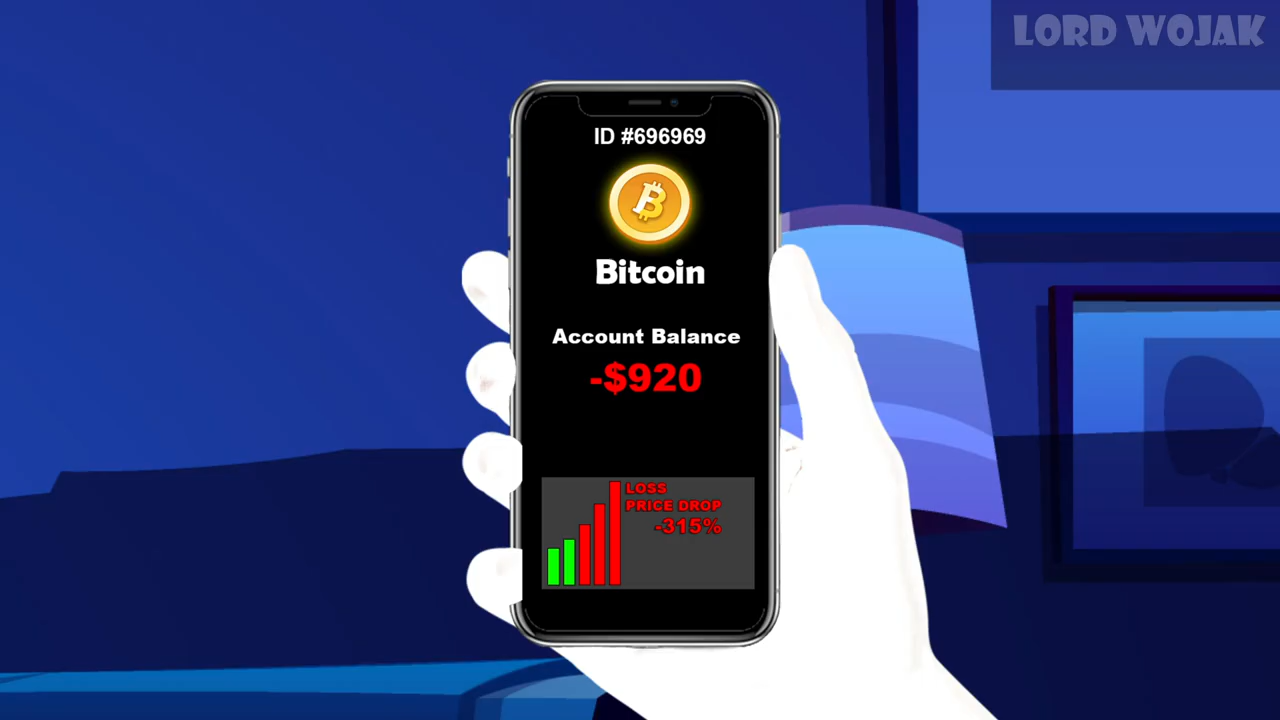 LORD WOJAK
ID #696969
Bitcoin
Account Balance
-$920
LOSS
PRICE DROP
-315%